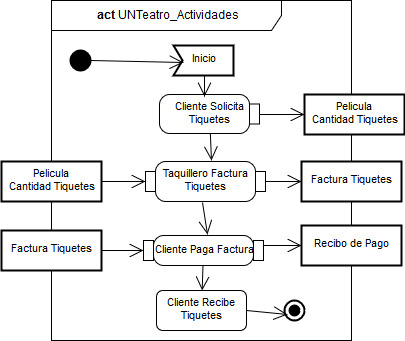 act UNTeatro_Actividades
Inicio
Cliente Solicita
Tiquetes
Pelicula
Cantidad Tiquetes
Pelicula
Cantidad Tiquetes
Taquillero Factura
Tiquetes
Factura Tiquetes
Factura Tiquetes
Cliente Paga Factura
Recibo de Pago
Cliente Recibe
Tiquetes